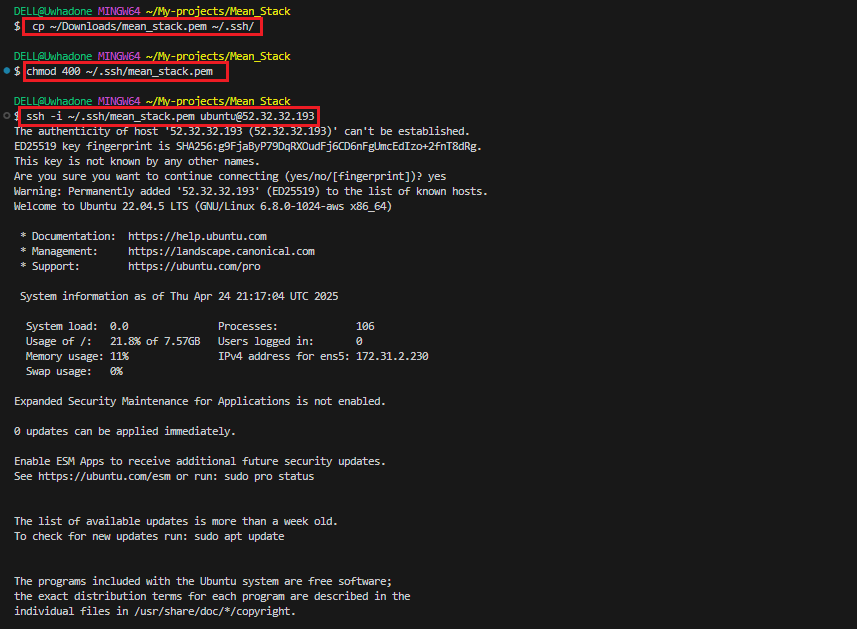 DELL@Uwhadone MINGW64 ~/My-projects/Mean_Stack
$ cp ~/Downloads/mean_stack.pem ~/.ssh/
DELL@Uwhadone MINGW64 ~/My-projects/Mean_Stack
$ chmod 400 ~/.ssh/mean_stack.pem
DELL@Uwhadone MINGW64 ~/My-projects/Mean_Stack
$ ssh -i ~/.ssh/mean_stack.pem ubuntu@52.32.32.193
The authenticity of host '52.32.32.193 (52.32.32.193)' can't be established.
ED25519 key fingerprint is SHA256:g9FjaByP79DqRXOudFj6CD6nFgUmcEdIzo+2fnT8dRg.
This key is not known by any other names.
Are you sure you want to continue connecting (yes/no/[fingerprint])? yes
Warning: Permanently added '52.32.32.193' (ED25519) to the list of known hosts.
Welcome to Ubuntu 22.04.5 LTS (GNU/Linux 6.8.0-1024-aws x86_64)
* Documentation:  https://help.ubuntu.com
* Management:     https://landscape.canonical.com
* Support:        https://ubuntu.com/pro
System information as of Thu Apr 24 21:17:04 UTC 2025
System load:  0.0               Processes:             106
Usage of /:   21.8% of 7.57GB   Users logged in:       0
Memory usage: 11%               IPv4 address for ens5: 172.31.2.230
Swap usage:   0%
Expanded Security Maintenance for Applications is not enabled.
0 updates can be applied immediately.
Enable ESM Apps to receive additional future security updates.
See https://ubuntu.com/esm or run: sudo pro status
The list of available updates is more than a week old.
To check for new updates run: sudo apt update
The programs included with the Ubuntu system are free software;
the exact distribution terms for each program are described in the
individual files in /usr/share/doc/*/copyright.